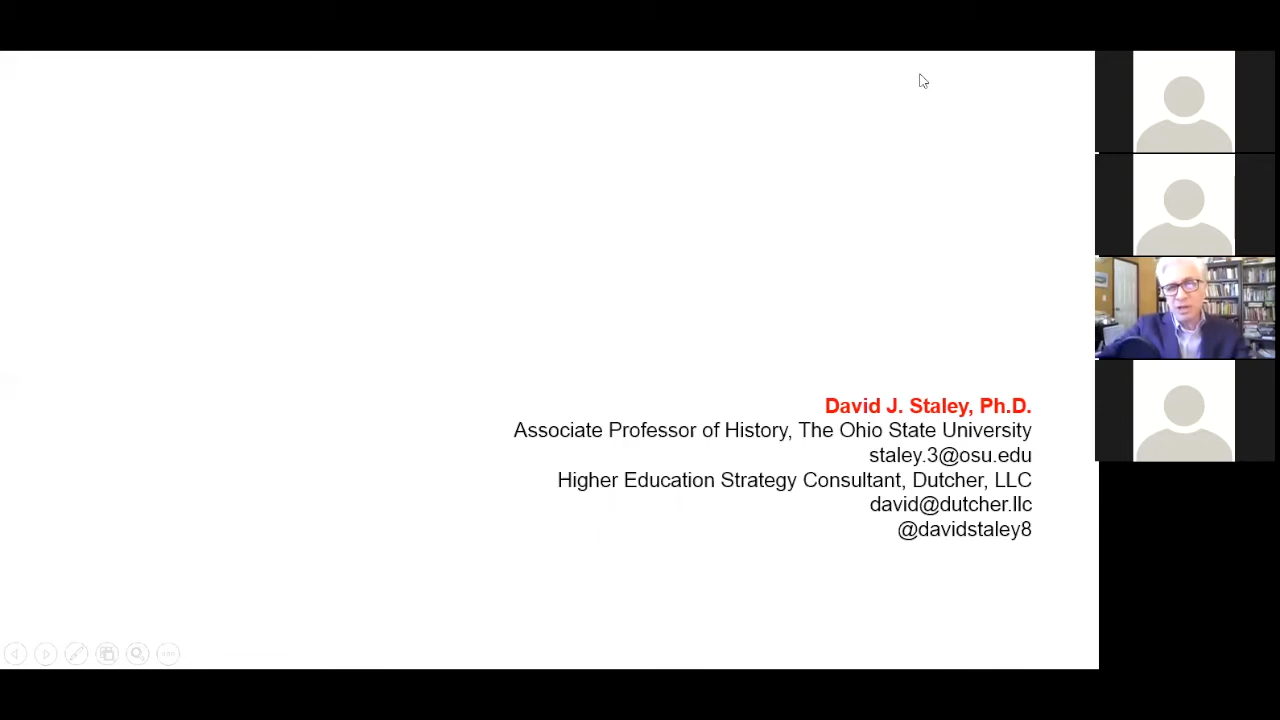 David J. Staley, Ph.D.
Associate Professor of History, The Ohio State University
staley.3@osu.edu
Higher Education Strategy Consultant, Dutcher, LLC
david@dutcher.llc
@davidstaley8